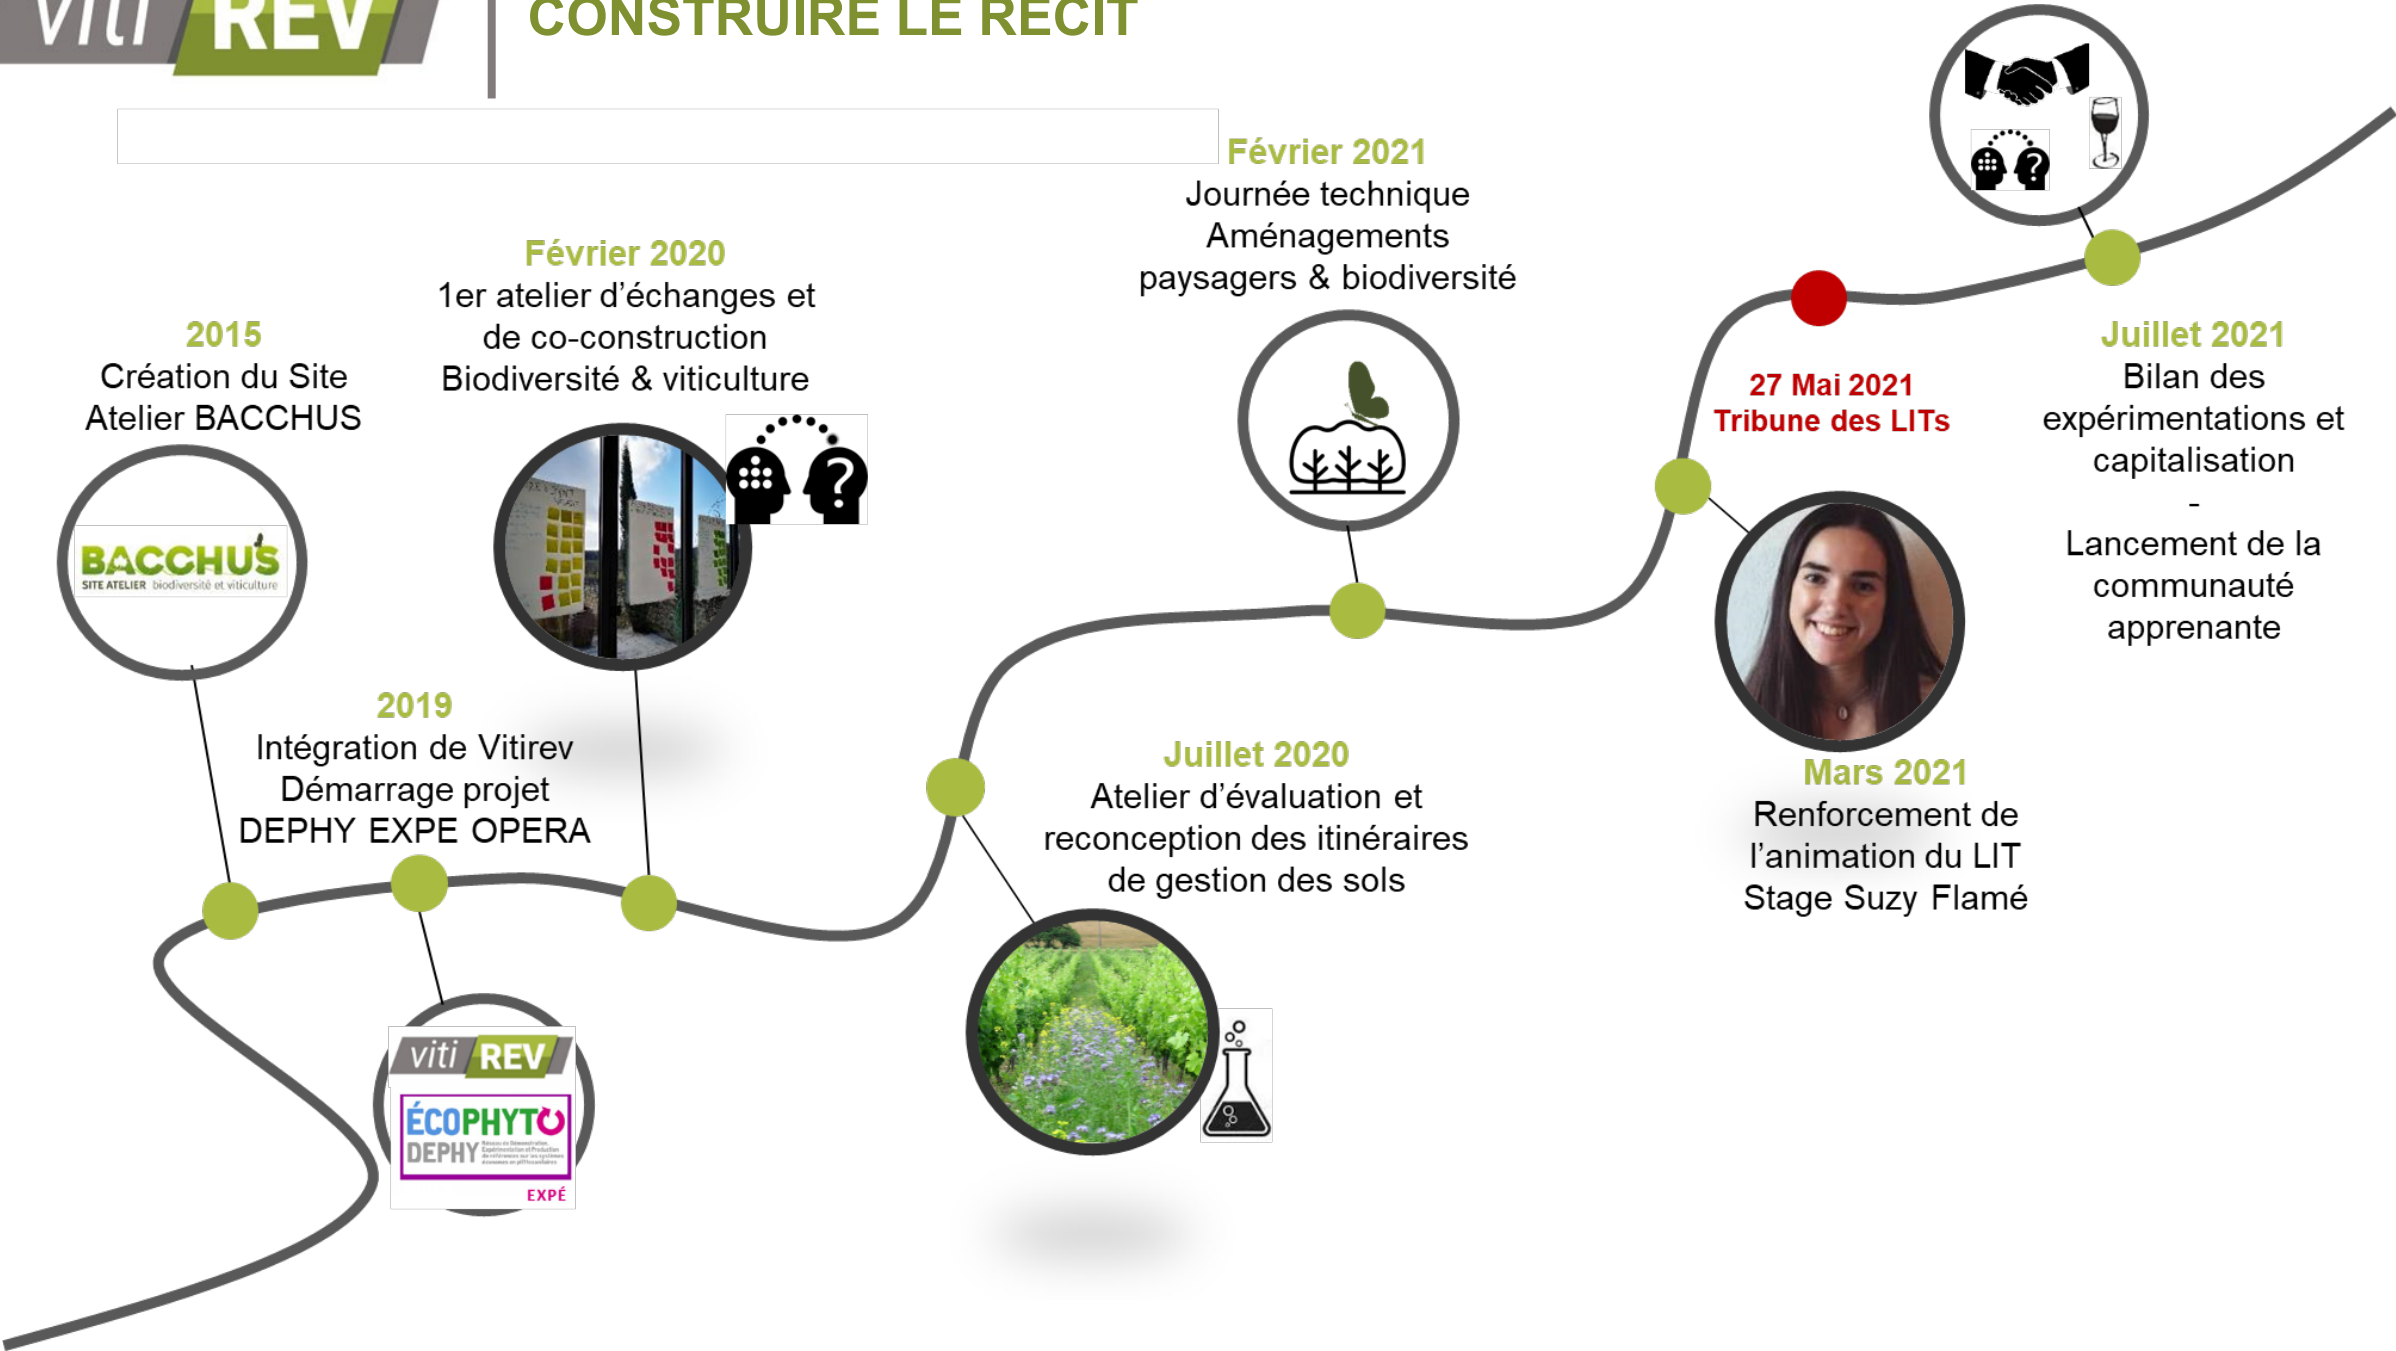 viti REV
CONSTRUIRE LE RECIT
2015
Création du Site
Atelier BACCHUS
BACCHUS
SITE ATELIER biodiversité et viticulture
2019
Intégration de Vitirev
Démarrage projet
DEPHY EXPE OPERA
viti REV
ÉCOPHYTO
DEPHY
EXPÉ
Février 2020
1er atelier d’échanges et
de co-construction
Biodiversité & viticulture
?
Juillet 2020
Atelier d’évaluation et
reconception des itinéraires
de gestion des sols
Février 2021
Journée technique
Aménagements
paysagers & biodiversité
Mars 2021
Renforcement de
l’animation du LIT
Stage Suzy Flamé
27 Mai 2021
Tribune des LITs
?
Juillet 2021
Bilan des
expérimentations et
capitalisation
-
Lancement de la
communauté
apprenante